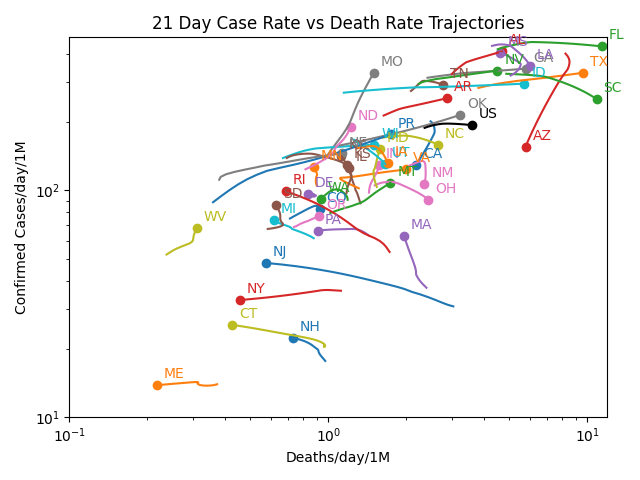 21 Day Case Rate vs Death Rate Trajectories
FL
AL
MS
LA
GA
NV
ID
TX
MO
TN
AR
SC
OK
US
ND
PR
WI
MD
NC
AZ
KS
IL
IN
UT
IA
VA
CA
MT
NM
OH
RI
DE
WA
CO
SD
OR
MI
PA
MA
WV
NJ
NY
CT
NH
ME
Confirmed Cases/day/1M
10²
10¹
10⁻¹
10⁰
10¹
Deaths/day/1M